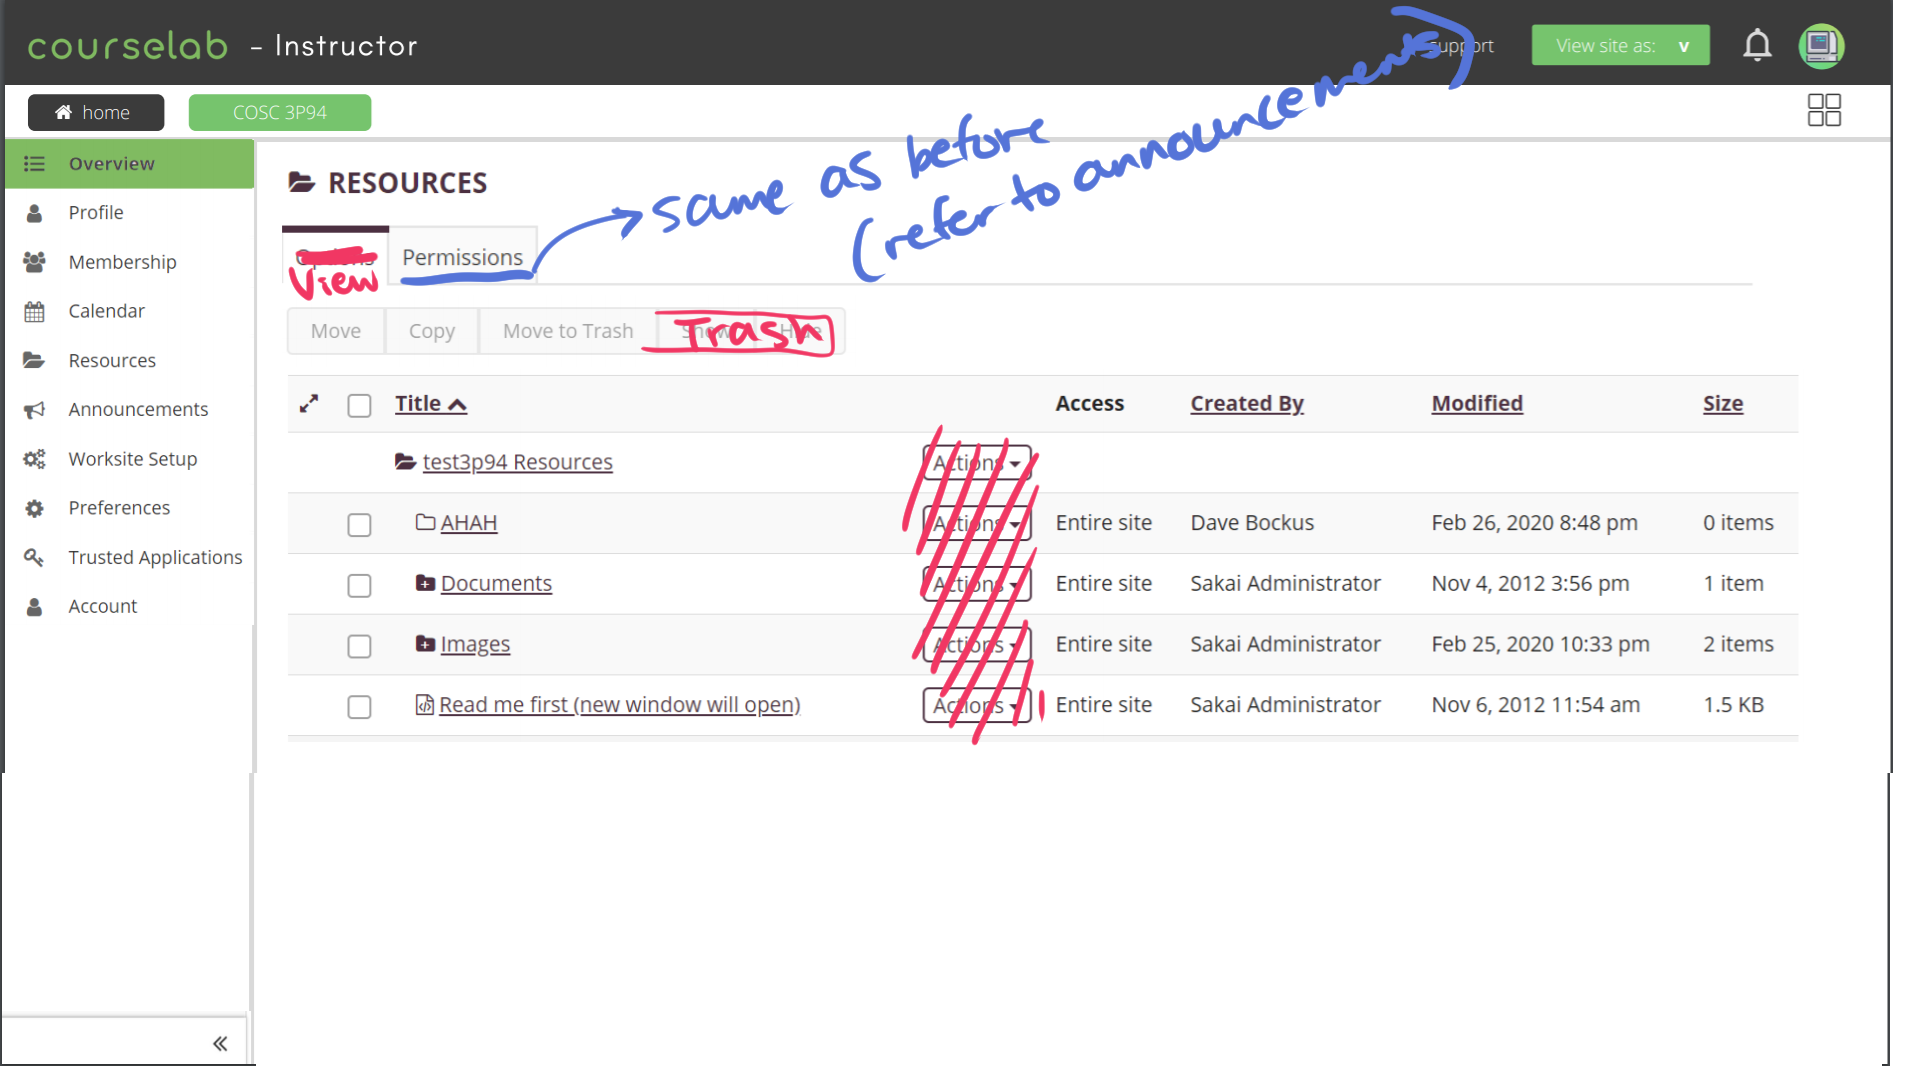 courselab - Instructor support View site as: v
home COSC 3P94
Overview
Profile
Membership
Calendar
Resources
Announcements
Worksite Setup
Preferences
Trusted Applications
Account
RESOURCES
Options Permissions
View
same as before
(refer to announcements)
Move Copy Move to Trash Show Hide
Trash
Title Access Created By Modified Size
test3p94 Resources Actions
AHAH Actions Entire site Dave Bockus Feb 26, 2020 8:48 pm 0 items
Documents Actions Entire site Sakai Administrator Nov 4, 2012 3:56 pm 1 item
Images Actions Entire site Sakai Administrator Feb 25, 2020 10:33 pm 2 items
Read me first (new window will open) Actions Entire site Sakai Administrator Nov 6, 2012 11:54 am 1.5 KB